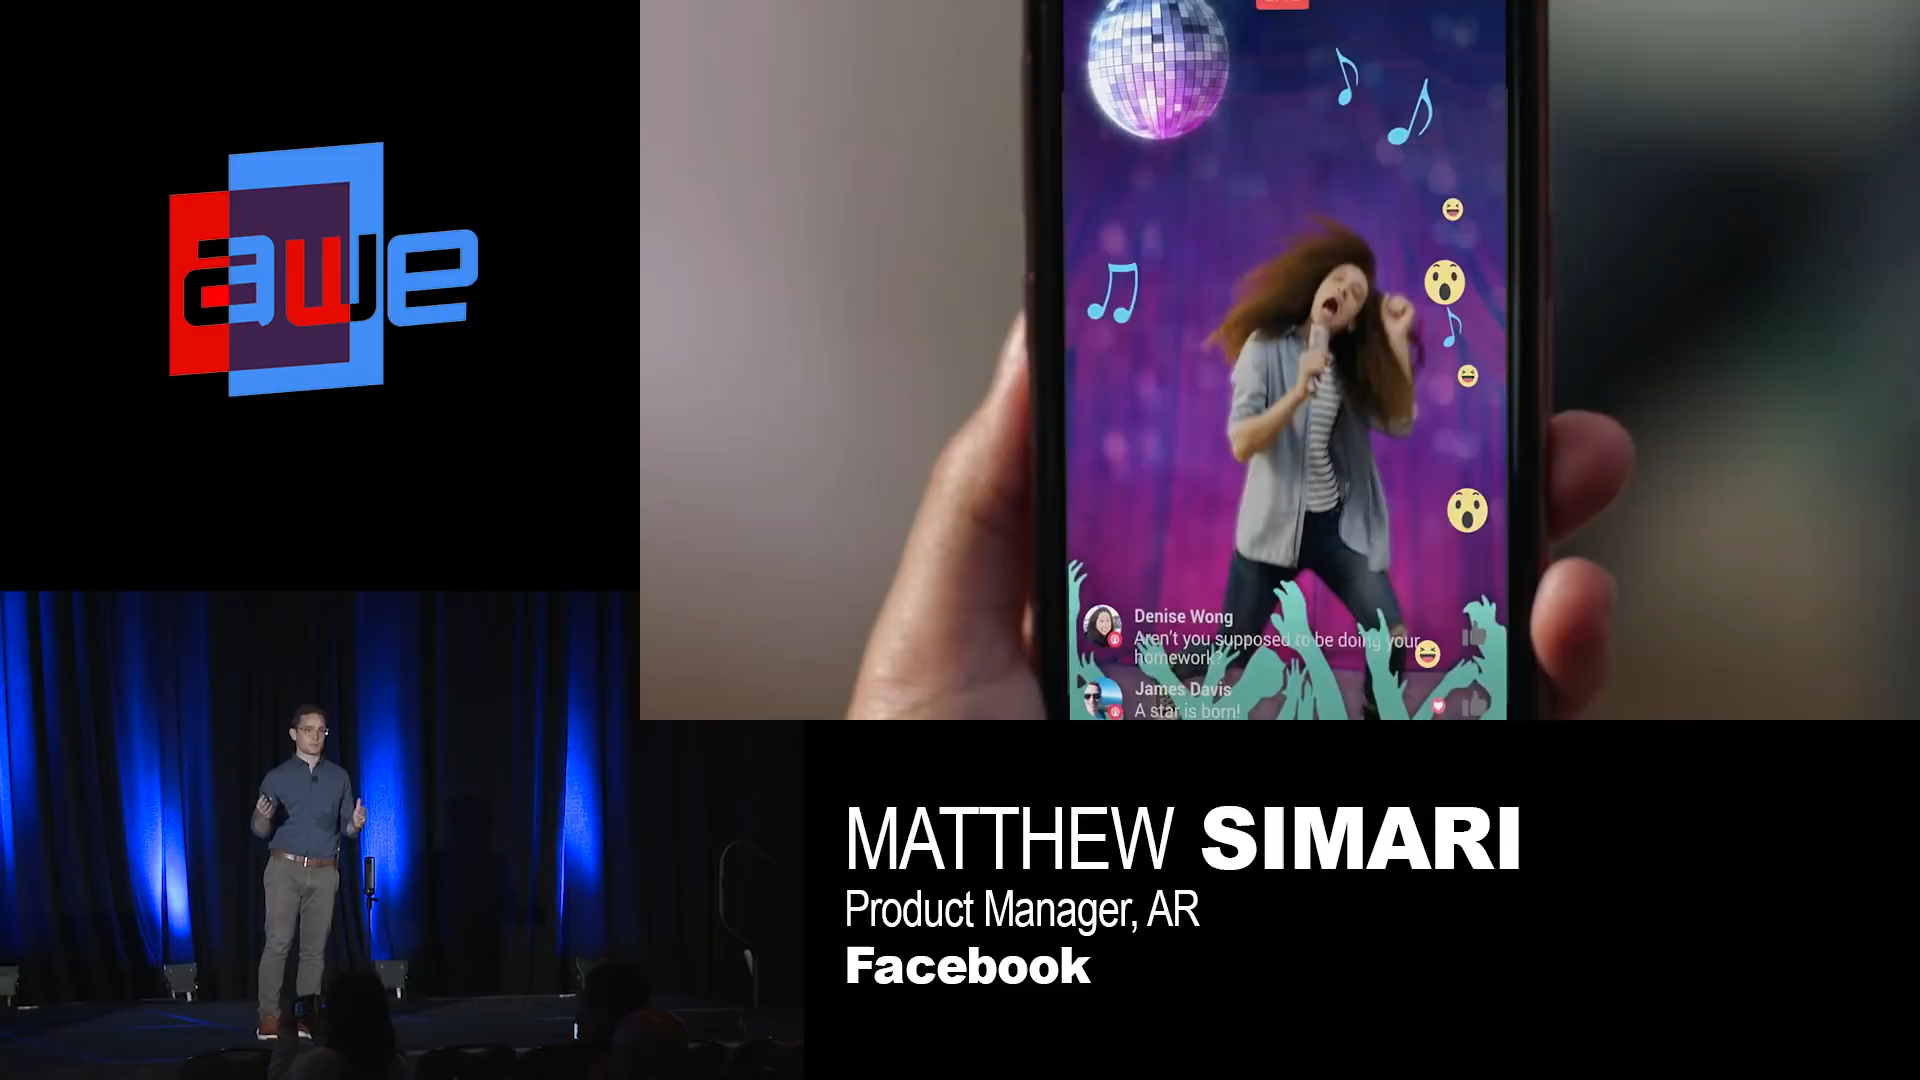 awe
Denise Wong
Aren't you supposed to be doing your
homework?
James Davis
A star is born!
MATTHEW SIMARI
Product Manager, AR
Facebook